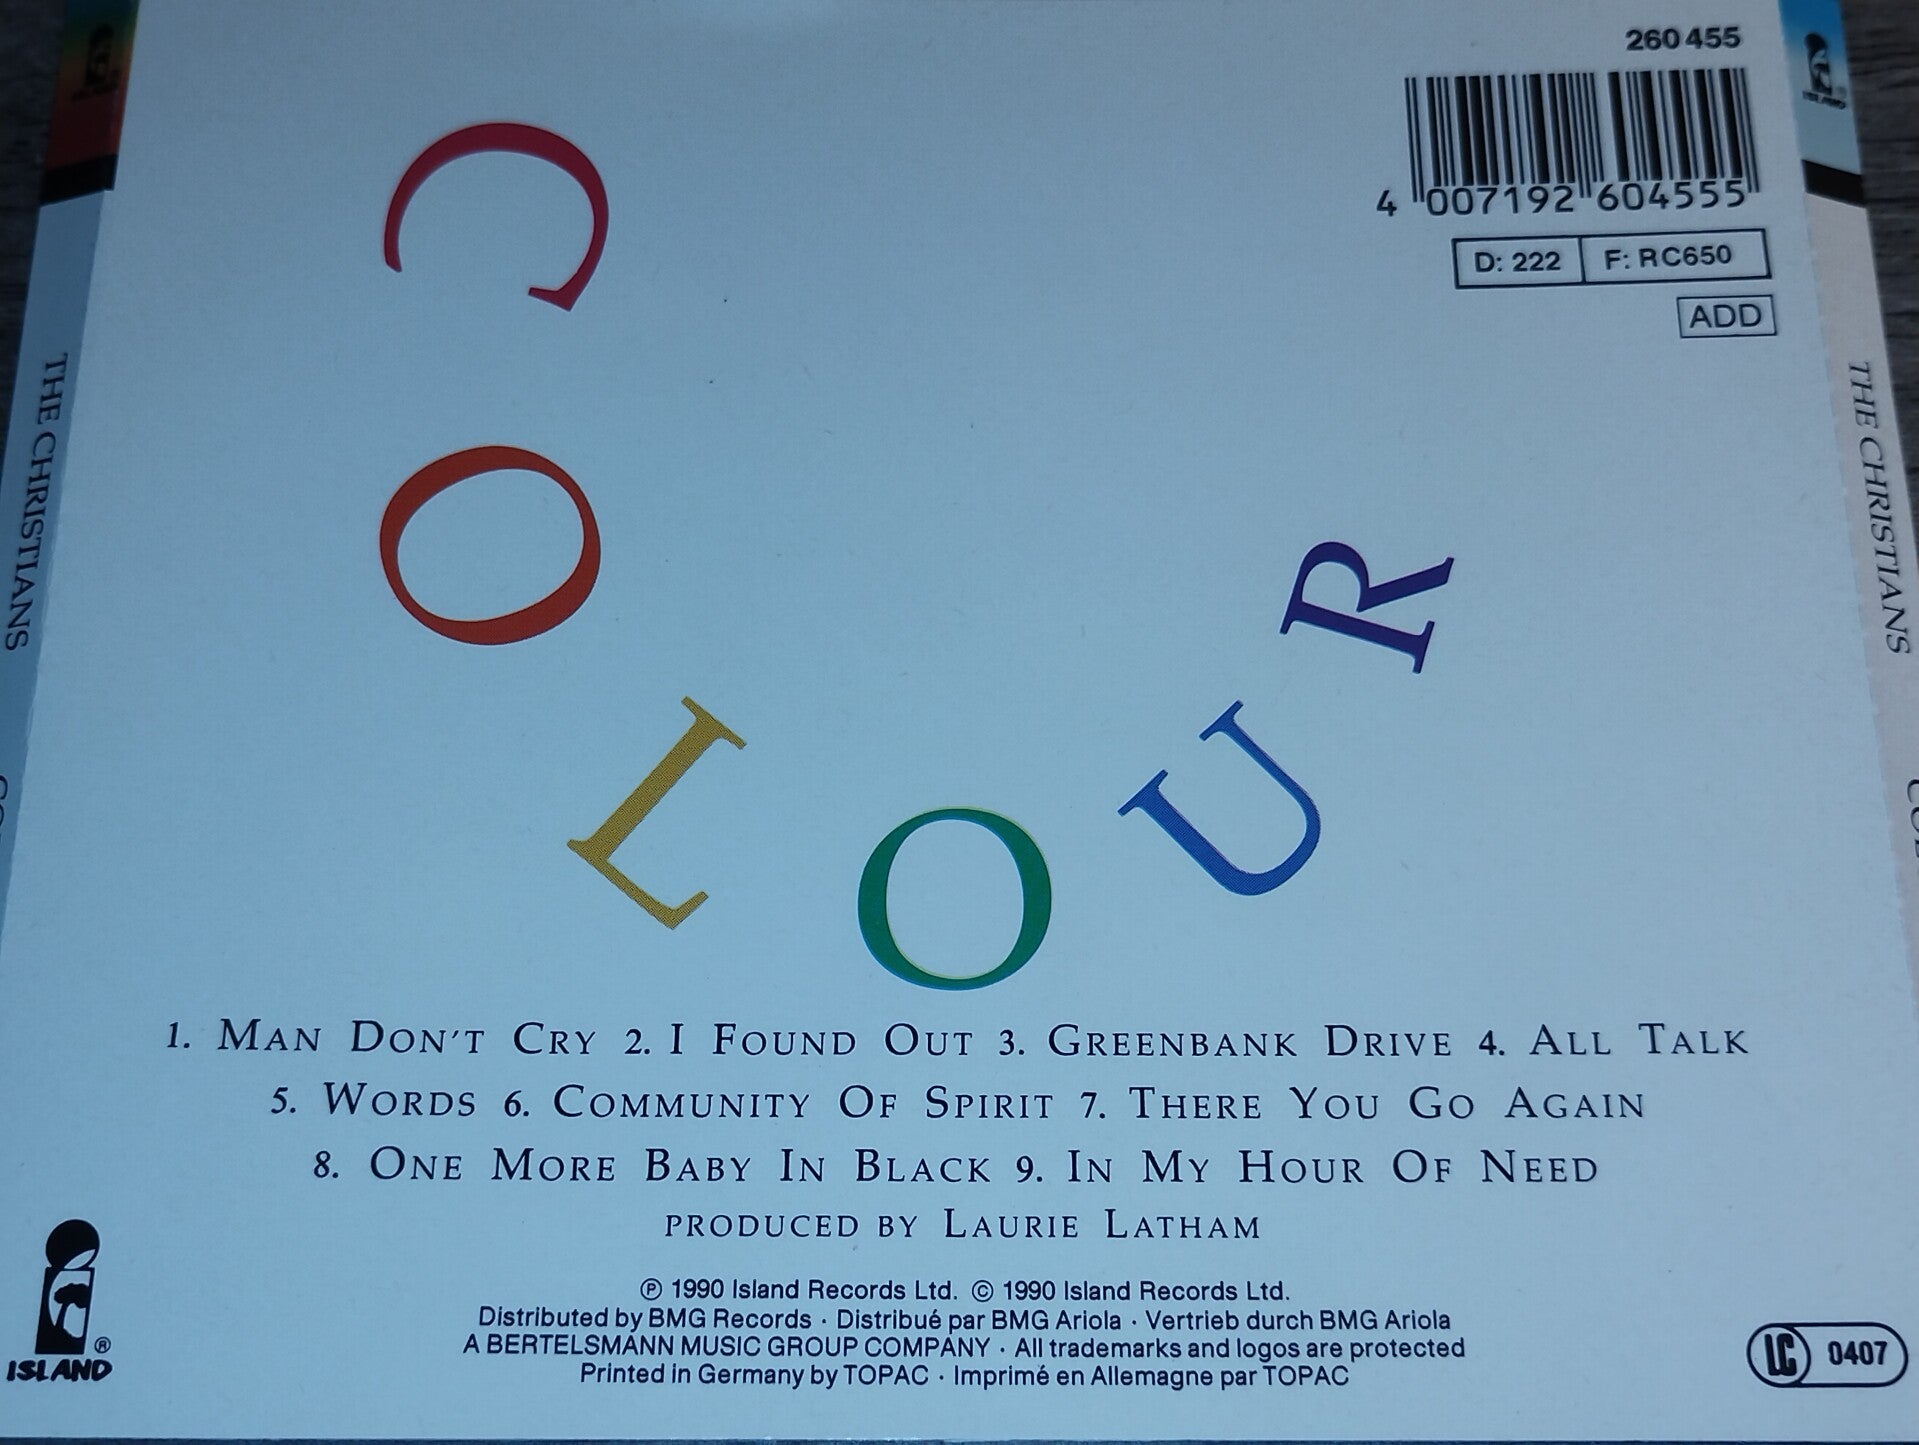 260 455
4 007192 604555
D: 222 F: RC650
ADD
THE CHRISTIANS
THE CHRISTIANS
COLOUR
1. MAN DON'T CRY 2. I FOUND OUT 3. GREENBANK DRIVE 4. ALL TALK
5. WORDS 6. COMMUNITY OF SPIRIT 7. THERE YOU GO AGAIN
8. ONE MORE BABY IN BLACK 9. IN MY HOUR OF NEED
PRODUCED BY LAURIE LATHAM
℗ 1990 Island Records Ltd. © 1990 Island Records Ltd.
Distributed by BMG Records · Distribué par BMG Ariola · Vertrieb durch BMG Ariola
A BERTELSMANN MUSIC GROUP COMPANY · All trademarks and logos are protected
Printed in Germany by TOPAC · Imprimé en Allemagne par TOPAC
®
ISLAND
LC 0407
ISLAND